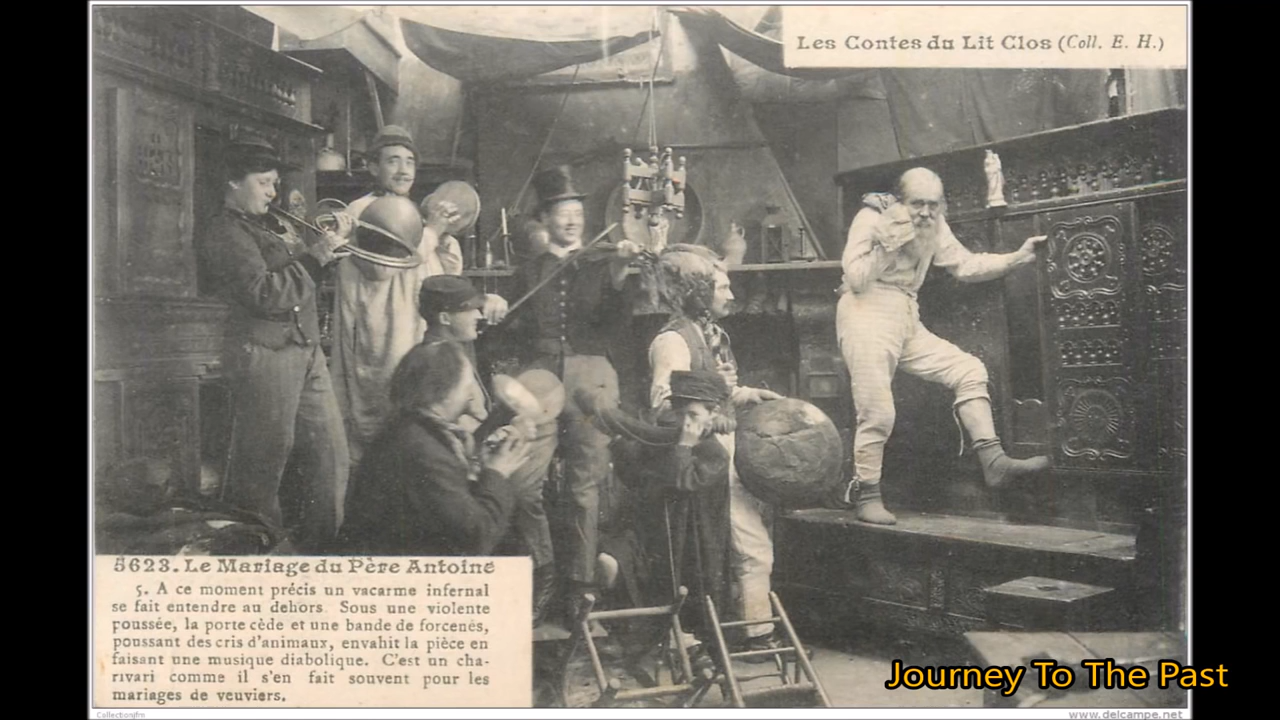 Les Contes du Lit Clos (Coll. E. H.)
5623. Le Mariage du Père Antoine
5. A ce moment précis un vacarme infernal
se fait entendre au dehors. Sous une violente
poussée, la porte cède et une bande de forcenés,
poussant des cris d'animaux, envahit la pièce en
faisant une musique diabolique. C'est un cha-
rivari comme il s'en fait souvent pour les
mariages de veuviers.
Journey To The Past
Collectionjfm
www.delcampe.net